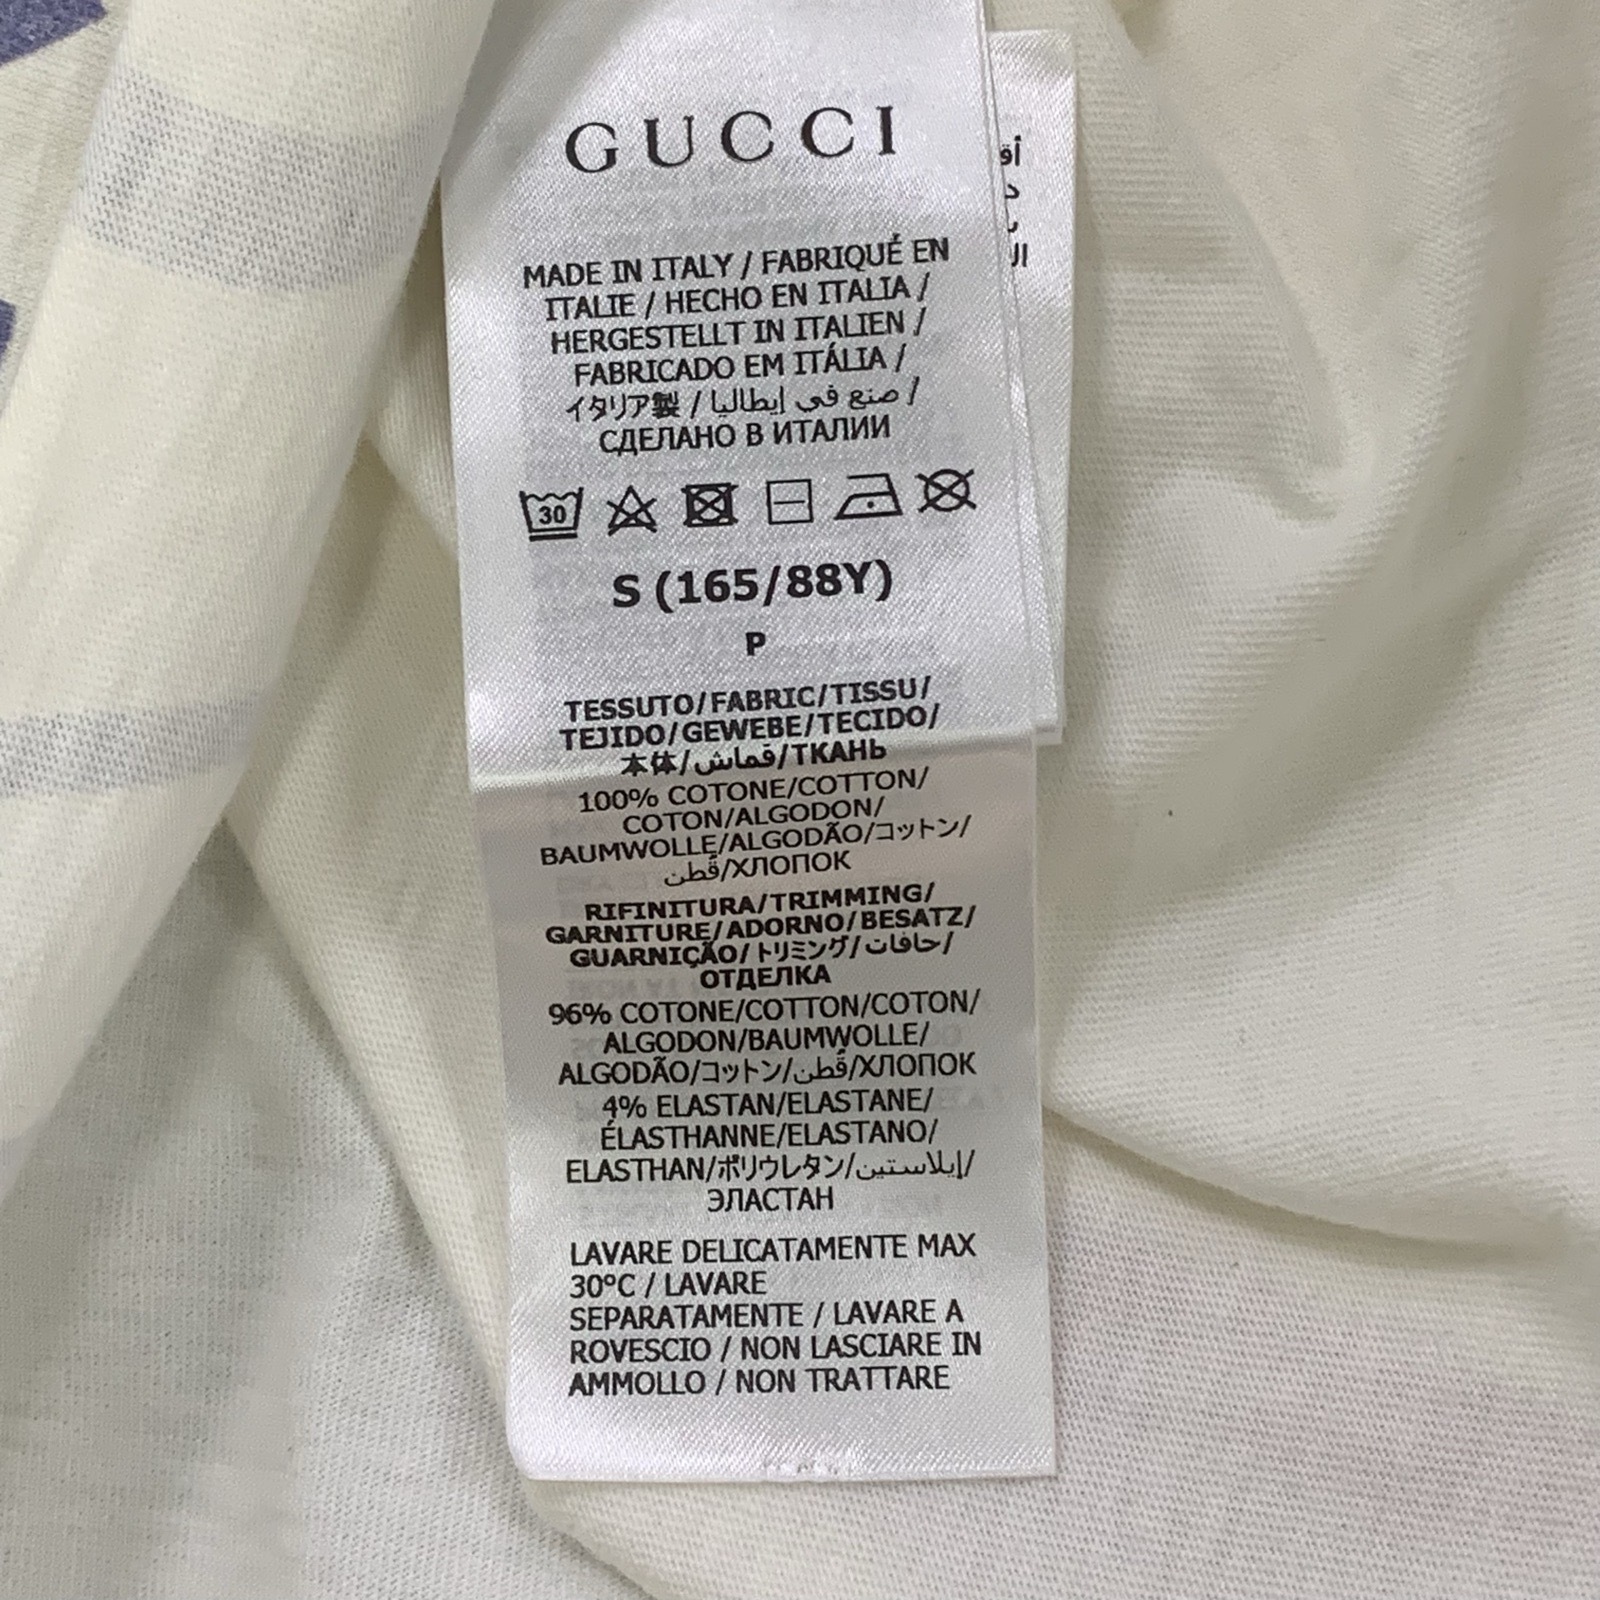 GUCCI
MADE IN ITALY / FABRIQUÉ EN
ITALIE / HECHO EN ITALIA /
HERGESTELLT IN ITALIEN /
FABRICADO EM ITÁLIA /
イタリア製 / صنع في إيطاليا /
СДЕЛАНО В ИТАЛИИ
30
S (165/88Y)
P
TESSUTO/FABRIC/TISSU/
TEJIDO/GEWEBE/TECIDO/
本体/قماش/ТКАНЬ
100% COTONE/COTTON/
COTON/ALGODON/
BAUMWOLLE/ALGODÃO/コットン/
قُطن/ХЛОПОК
RIFINITURA/TRIMMING/
GARNITURE/ADORNO/BESATZ/
GUARNIÇÃO/トリミング/حافات/
ОТДЕЛКА
96% COTONE/COTTON/COTON/
ALGODON/BAUMWOLLE/
ALGODÃO/コットン/قُطن/ХЛОПОК
4% ELASTAN/ELASTANE/
ÉLASTHANNE/ELASTANO/
ELASTHAN/ポリウレタン/إيلاستين/
ЭЛАСТАН
LAVARE DELICATAMENTE MAX
30°C / LAVARE
SEPARATAMENTE / LAVARE A
ROVESCIO / NON LASCIARE IN
AMMOLLO / NON TRATTARE